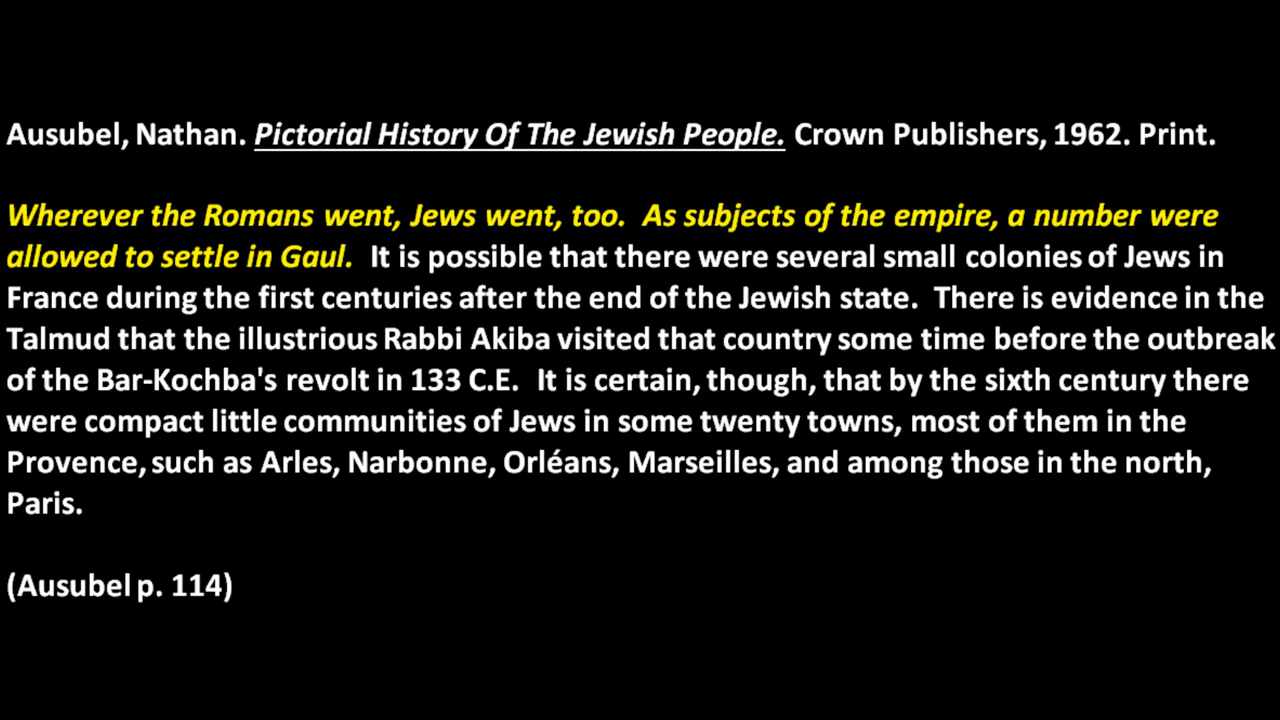 Ausubel, Nathan. Pictorial History Of The Jewish People. Crown Publishers, 1962. Print.
Wherever the Romans went, Jews went, too. As subjects of the empire, a number were
allowed to settle in Gaul. It is possible that there were several small colonies of Jews in
France during the first centuries after the end of the Jewish state. There is evidence in the
Talmud that the illustrious Rabbi Akiba visited that country some time before the outbreak
of the Bar-Kochba's revolt in 133 C.E. It is certain, though, that by the sixth century there
were compact little communities of Jews in some twenty towns, most of them in the
Provence, such as Arles, Narbonne, Orléans, Marseilles, and among those in the north,
Paris.
(Ausubel p. 114)